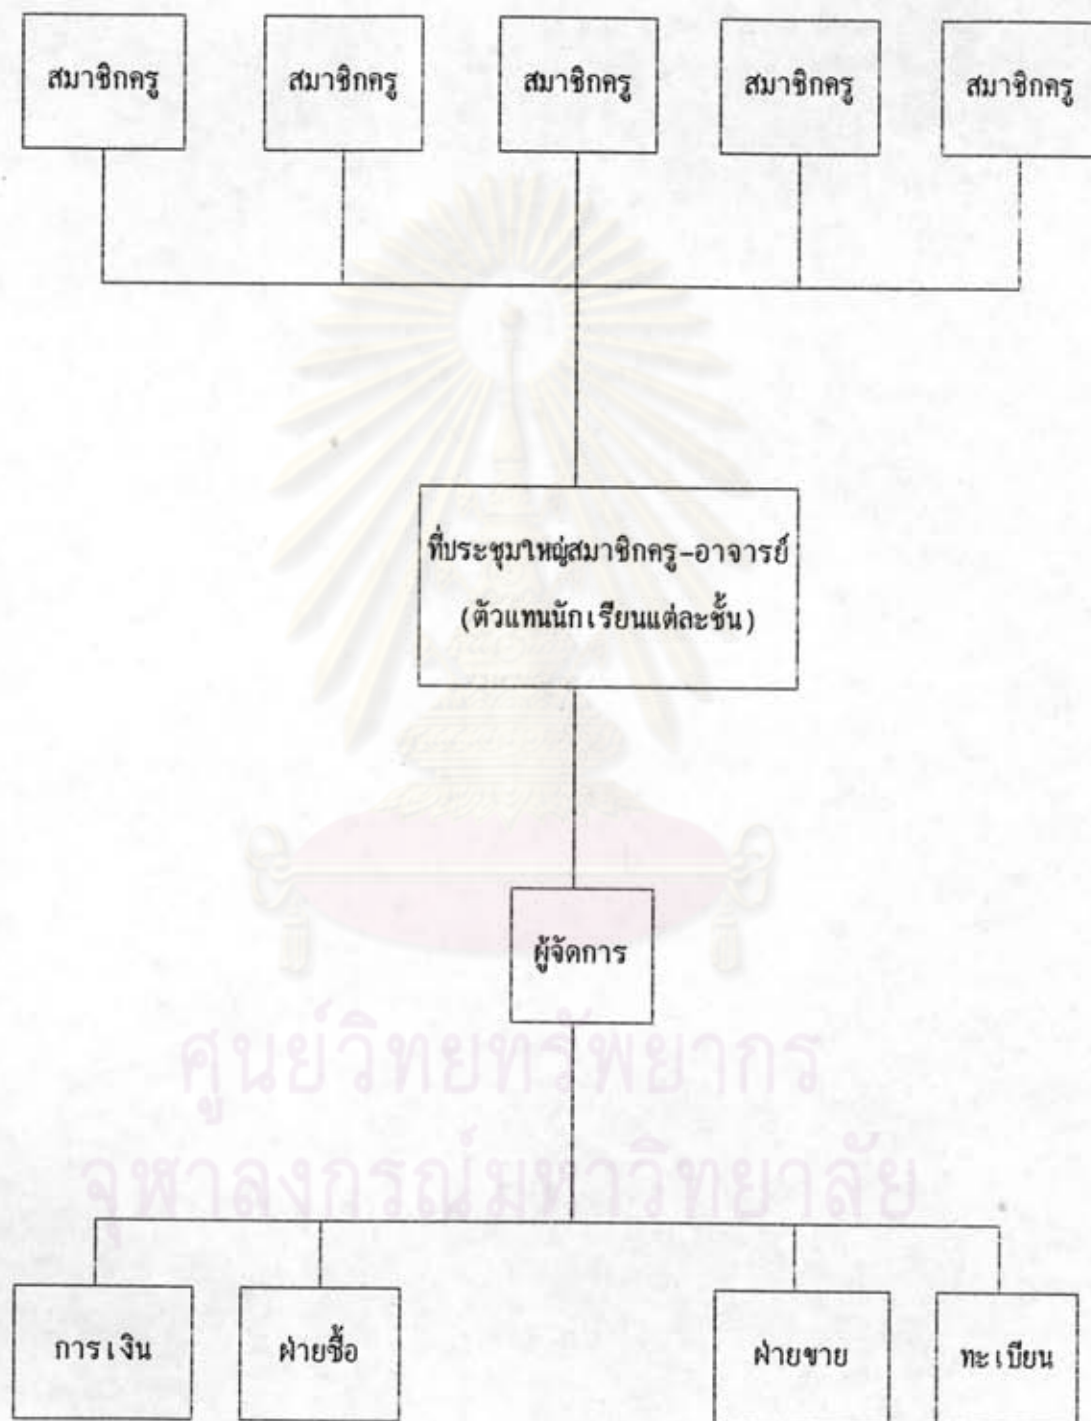 สมาชิกครู
สมาชิกครู
สมาชิกครู
สมาชิกครู
สมาชิกครู
ที่ประชุมใหญ่สมาชิกครู-อาจารย์
(ตัวแทนนักเรียนแต่ละชั้น)
ผู้จัดการ
ศูนย์วิทยทรัพยากร
จุฬาลงกรณ์มหาวิทยาลัย
การเงิน
ฝ่ายซื้อ
ฝ่ายขาย
ทะเบียน